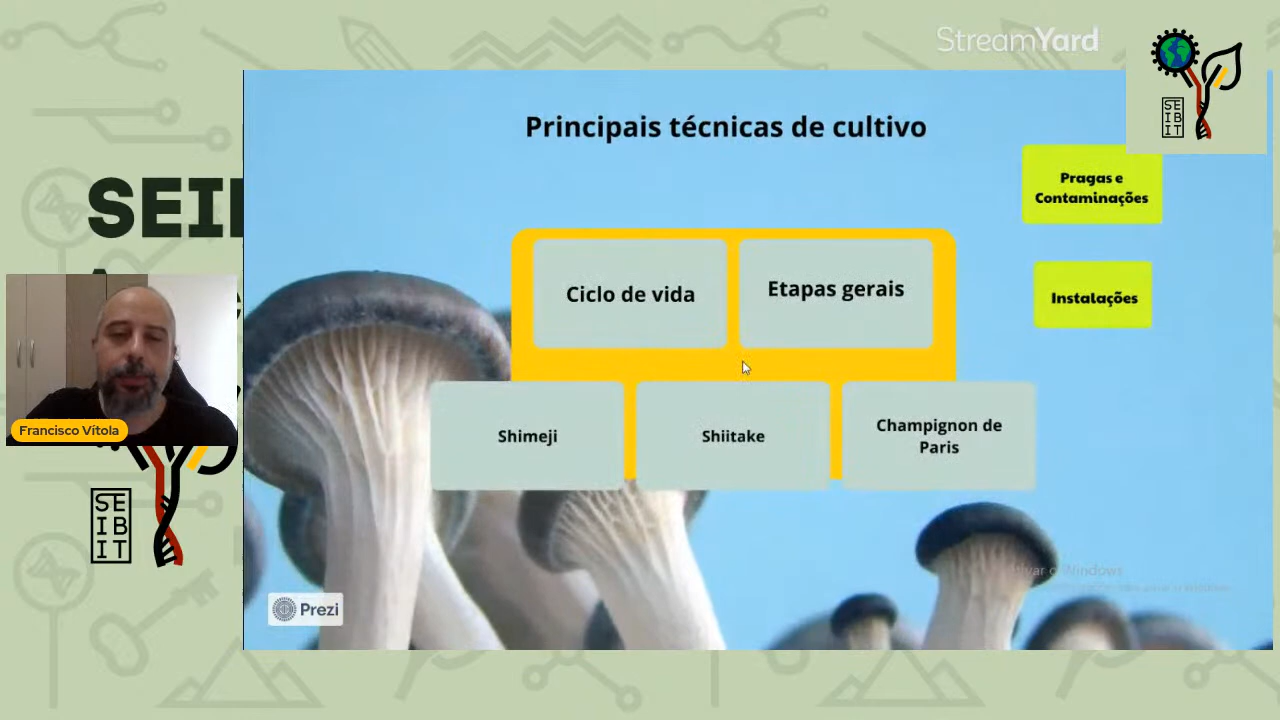 StreamYard
SE
IB
IT
Principais técnicas de cultivo
Pragas e
Contaminações
Instalações
Ciclo de vida
Etapas gerais
Shimeji
Shiitake
Champignon de
Paris
SEI
Francisco Vítola
SE
IB
IT
Prezi